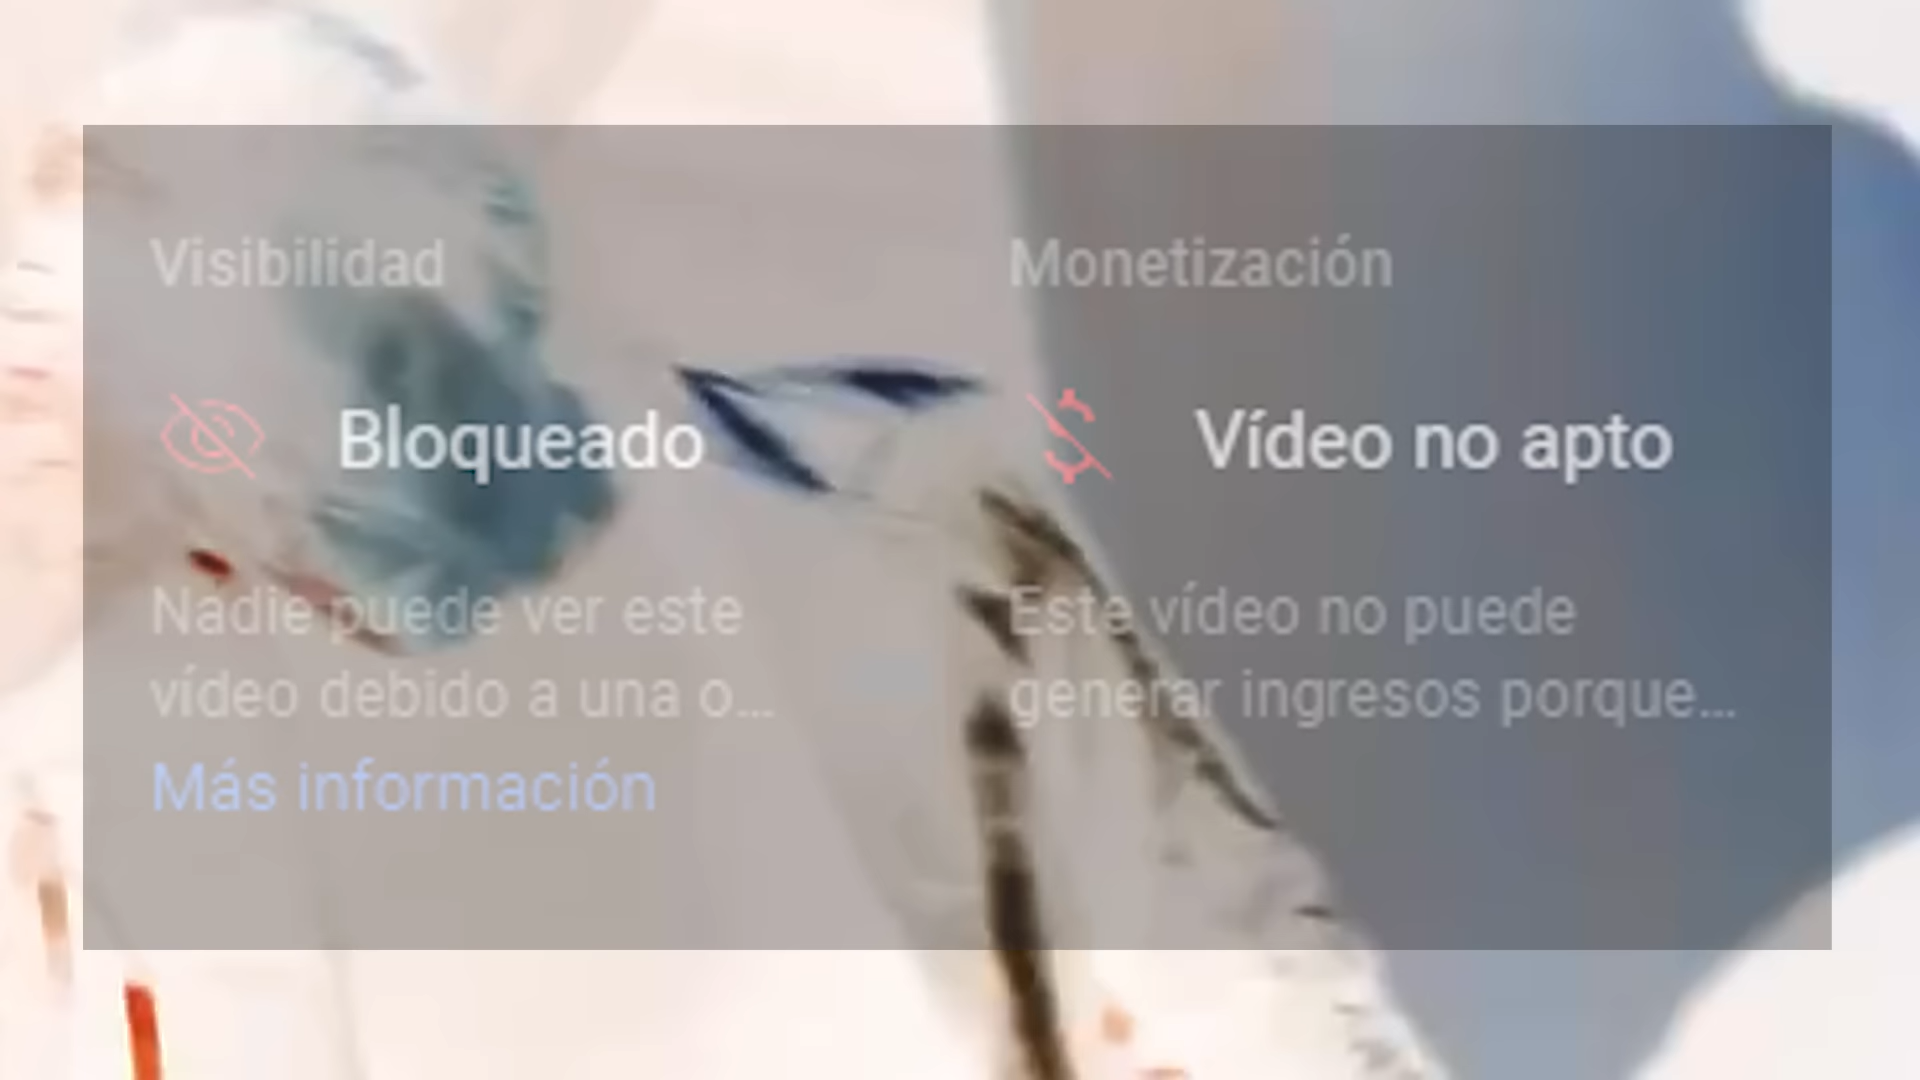 Visibilidad
Bloqueado
Nadie puede ver este
vídeo debido a una o...
Más información
Monetización
Vídeo no apto
Este vídeo no puede
generar ingresos porque...